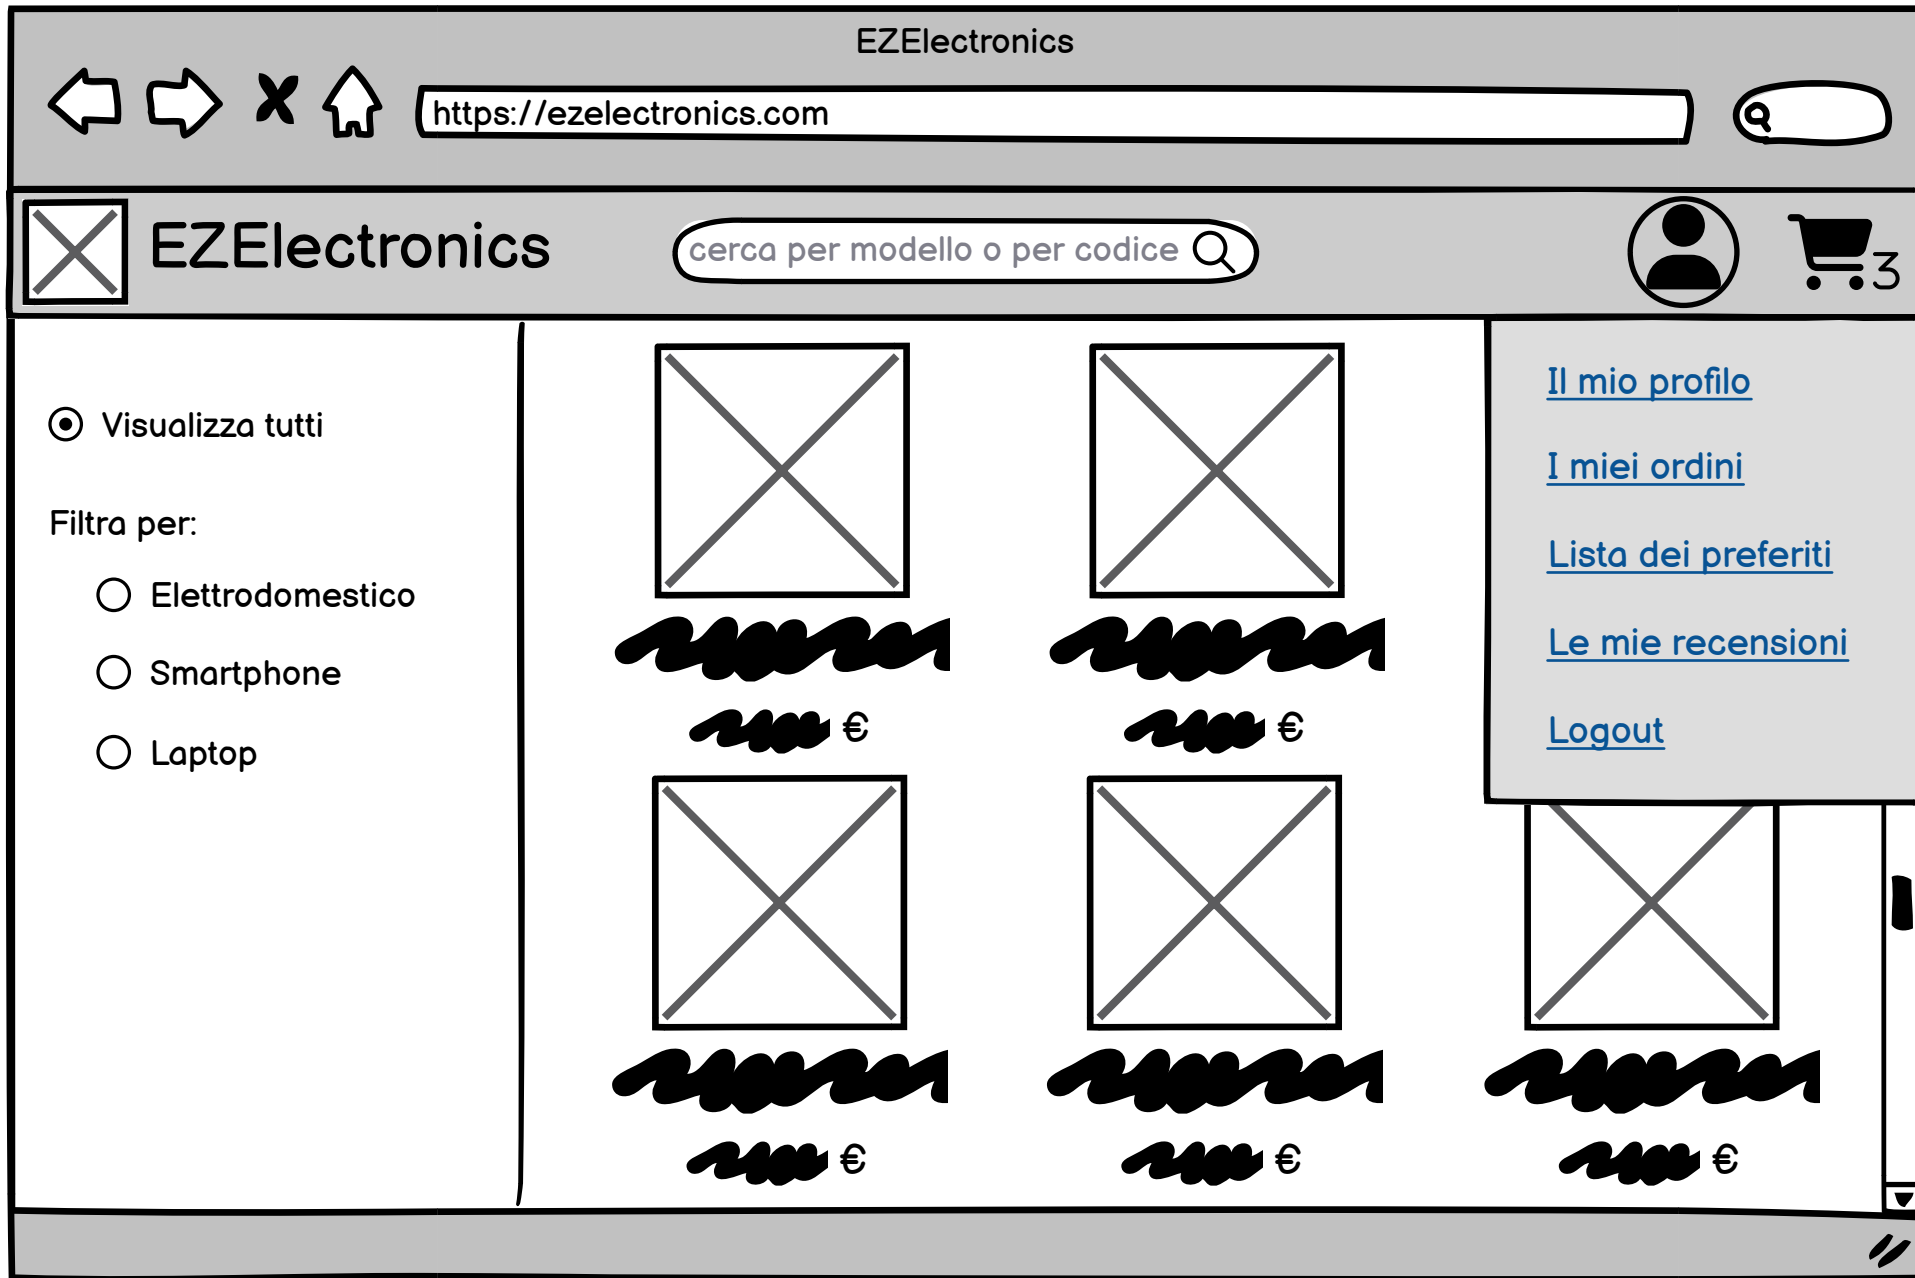 EZElectronics
https://ezelectronics.com
EZElectronics
cerca per modello o per codice
3
Visualizza tutti
Filtra per:
Elettrodomestico
Smartphone
Laptop
€
€
€
€
€
Il mio profilo
I miei ordini
Lista dei preferiti
Le mie recensioni
Logout